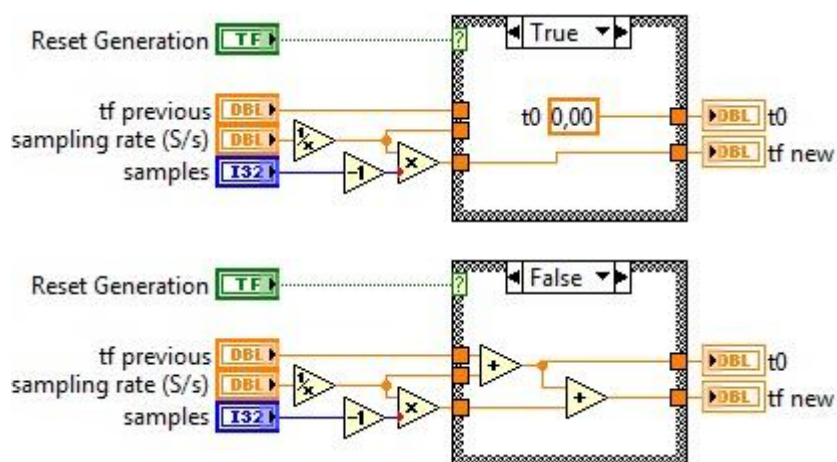 Reset Generation TF ? True
tf previous DBL t0 0,00 DBL t0
sampling rate (S/s) DBL 1/x x DBL tf new
samples I32 -1
Reset Generation TF ? False
tf previous DBL + DBL t0
sampling rate (S/s) DBL 1/x x + DBL tf new
samples I32 -1